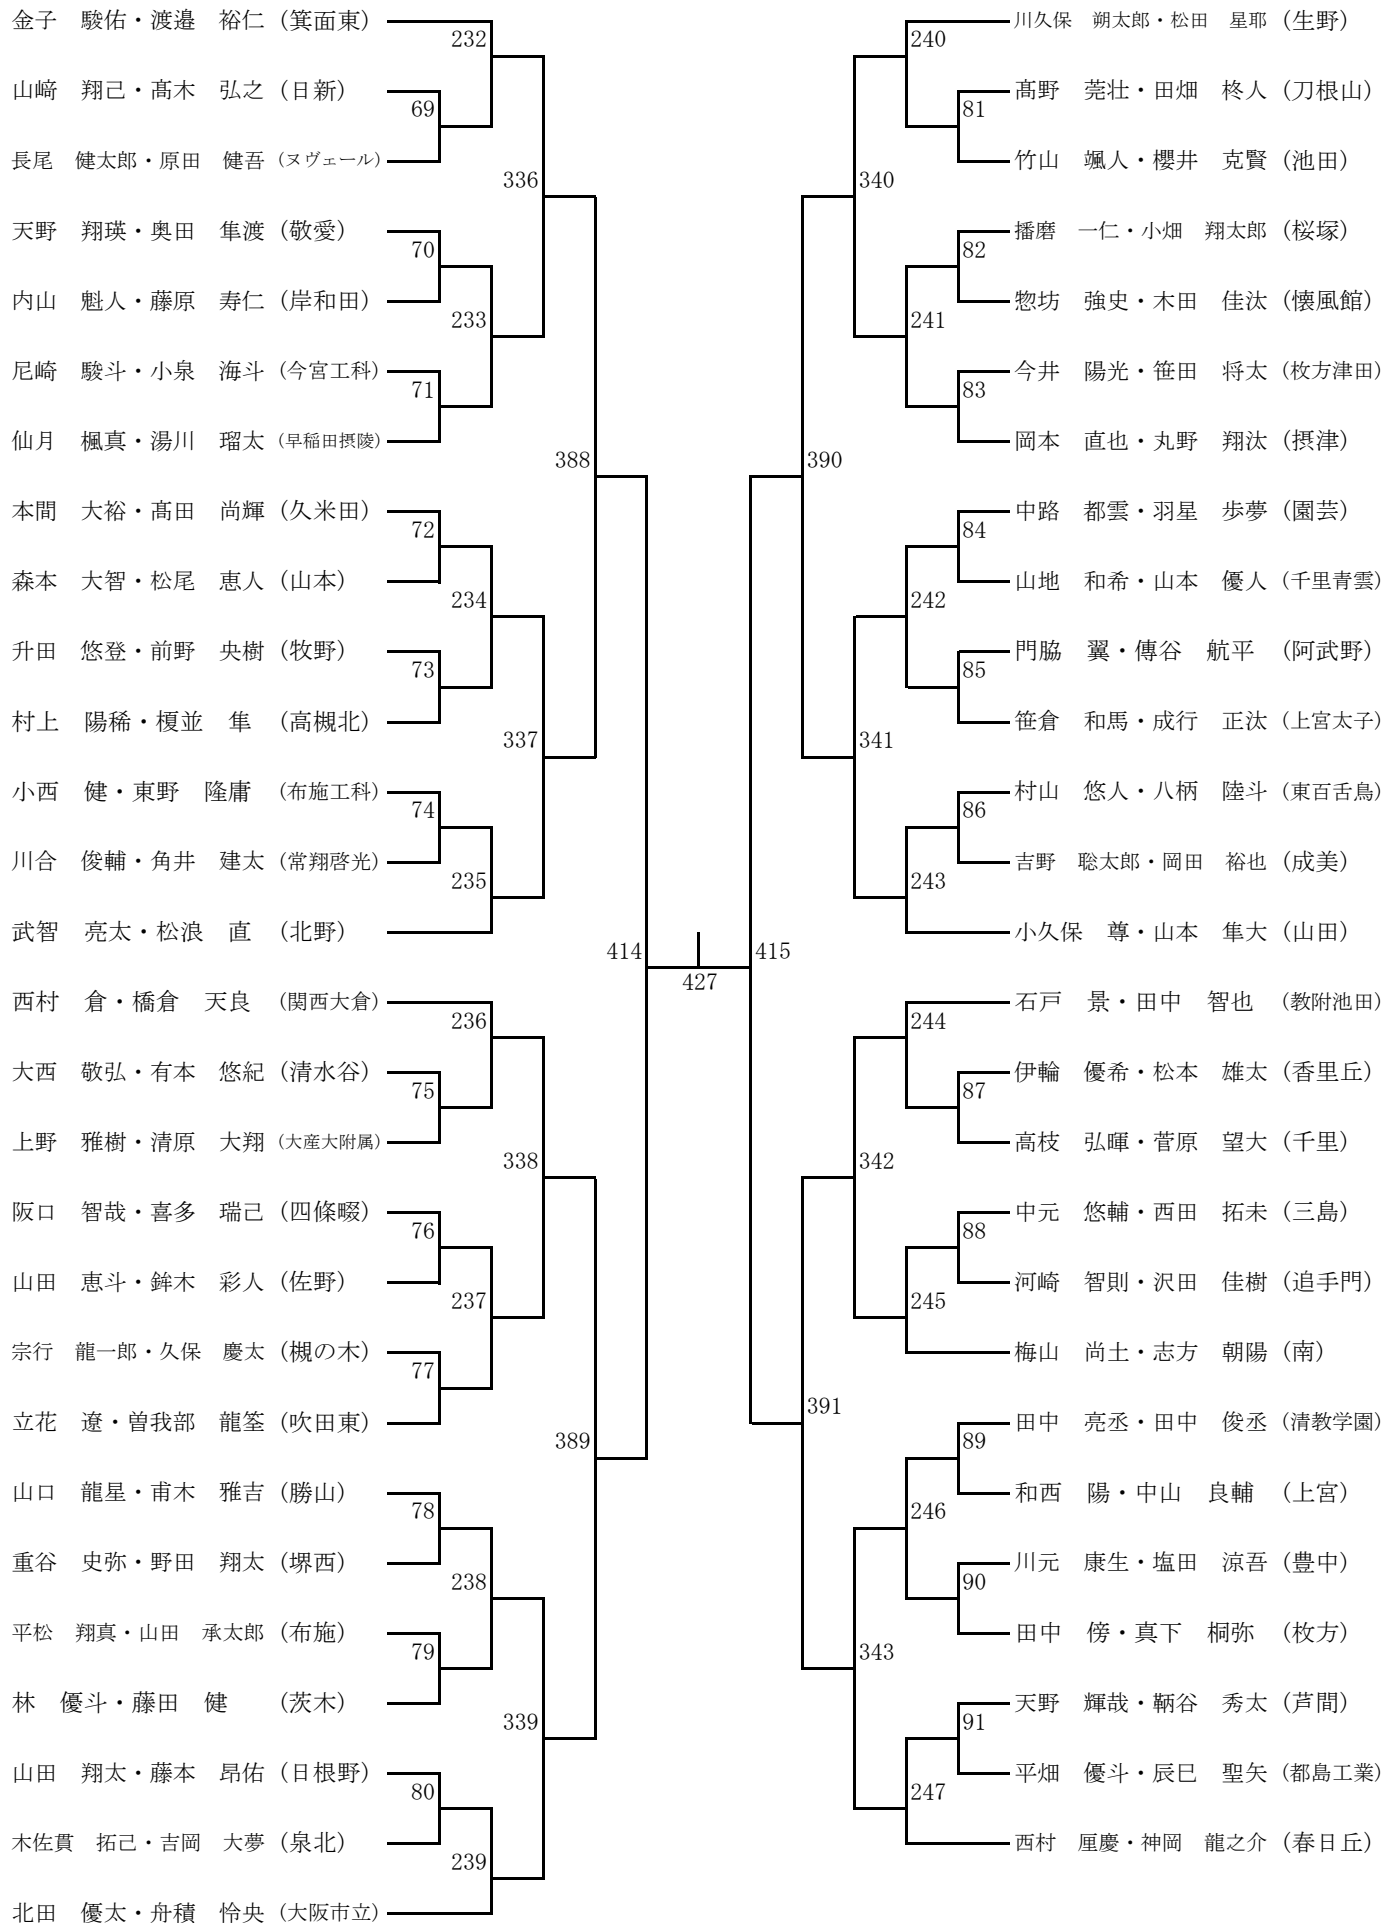 金子　駿佑・渡邉　裕仁（箕面東）
232
山﨑　翔己・髙木　弘之（日新）
69
長尾　健太郎・原田　健吾（ヌヴェール）
336
天野　翔瑛・奥田　隼渡（敬愛）
70
内山　魁人・藤原　寿仁（岸和田）
233
尼崎　駿斗・小泉　海斗（今宮工科）
71
仙月　楓真・湯川　瑠太（早稲田摂陵）
388
本間　大裕・髙田　尚輝（久米田）
72
森本　大智・松尾　恵人（山本）
234
升田　悠登・前野　央樹（牧野）
73
村上　陽稀・榎並　隼　（高槻北）
337
小西　健・東野　隆庸　（布施工科）
74
川合　俊輔・角井　建太（常翔啓光）
235
武智　亮太・松浪　直　（北野）
414
427
西村　倉・橋倉　天良　（関西大倉）
236
大西　敬弘・有本　悠紀（清水谷）
75
上野　雅樹・清原　大翔（大産大附属）
338
阪口　智哉・喜多　瑞己（四條畷）
76
山田　恵斗・鉾木　彩人（佐野）
237
宗行　龍一郎・久保　慶太（槻の木）
77
立花　遼・曽我部　龍筌（吹田東）
389
山口　龍星・甫木　雅吉（勝山）
78
重谷　史弥・野田　翔太（堺西）
238
平松　翔真・山田　承太郎（布施）
79
林　優斗・藤田　健　　（茨木）
339
山田　翔太・藤本　昂佑（日根野）
80
木佐貫　拓己・吉岡　大夢（泉北）
239
北田　優太・舟積　怜央（大阪市立）
川久保　朔太郎・松田　星耶（生野）
240
髙野　莞壮・田畑　柊人（刀根山）
81
竹山　颯人・櫻井　克賢（池田）
340
播磨　一仁・小畑　翔太郎（桜塚）
82
惣坊　強史・木田　佳汰（懐風館）
241
今井　陽光・笹田　将太（枚方津田）
83
岡本　直也・丸野　翔汰（摂津）
390
中路　都雲・羽星　歩夢（園芸）
84
山地　和希・山本　優人（千里青雲）
242
門脇　翼・傳谷　航平　（阿武野）
85
笹倉　和馬・成行　正汰（上宮太子）
341
村山　悠人・八柄　陸斗（東百舌鳥）
86
吉野　聡太郎・岡田　裕也（成美）
243
小久保　尊・山本　隼大（山田）
415
石戸　景・田中　智也　（教附池田）
244
伊輪　優希・松本　雄太（香里丘）
87
高枝　弘暉・菅原　望大（千里）
342
中元　悠輔・西田　拓未（三島）
88
河崎　智則・沢田　佳樹（追手門）
245
梅山　尚土・志方　朝陽（南）
391
田中　亮丞・田中　俊丞（清教学園）
89
和西　陽・中山　良輔　（上宮）
246
川元　康生・塩田　涼吾（豊中）
90
田中　傍・真下　桐弥　（枚方）
343
天野　輝哉・鞆谷　秀太（芦間）
91
平畑　優斗・辰巳　聖矢（都島工業）
247
西村　厘慶・神岡　龍之介（春日丘）